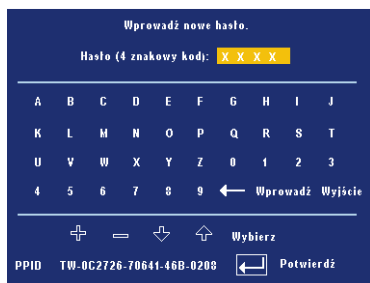 Wprowadź nowe hasło.
Hasło (4 znakowy kod): X X X X
A B C D E F G H I J
K L M N O P Q R S T
U V W X Y Z 0 1 2 3
4 5 6 7 8 9 ← Wprowadź Wyjście
Wybierz
PPID TW-0C2726-70641-46B-0208 Potwierdź